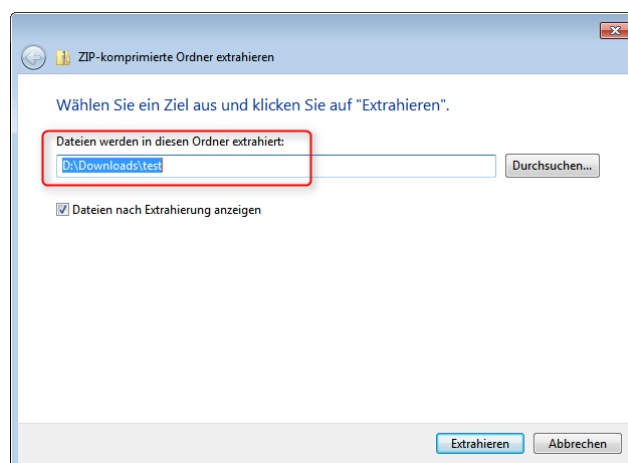 ZIP-komprimierte Ordner extrahieren
Wählen Sie ein Ziel aus und klicken Sie auf "Extrahieren".
Dateien werden in diesen Ordner extrahiert:
D:\Downloads\test
Durchsuchen...
Dateien nach Extrahierung anzeigen
Extrahieren
Abbrechen